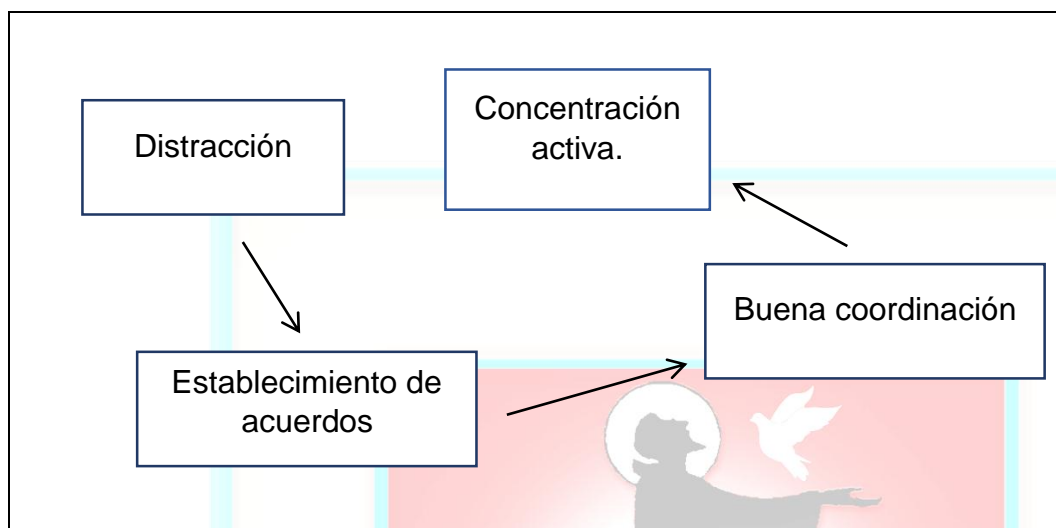 Distracción
Concentración
activa.
Buena coordinación
Establecimiento de
acuerdos